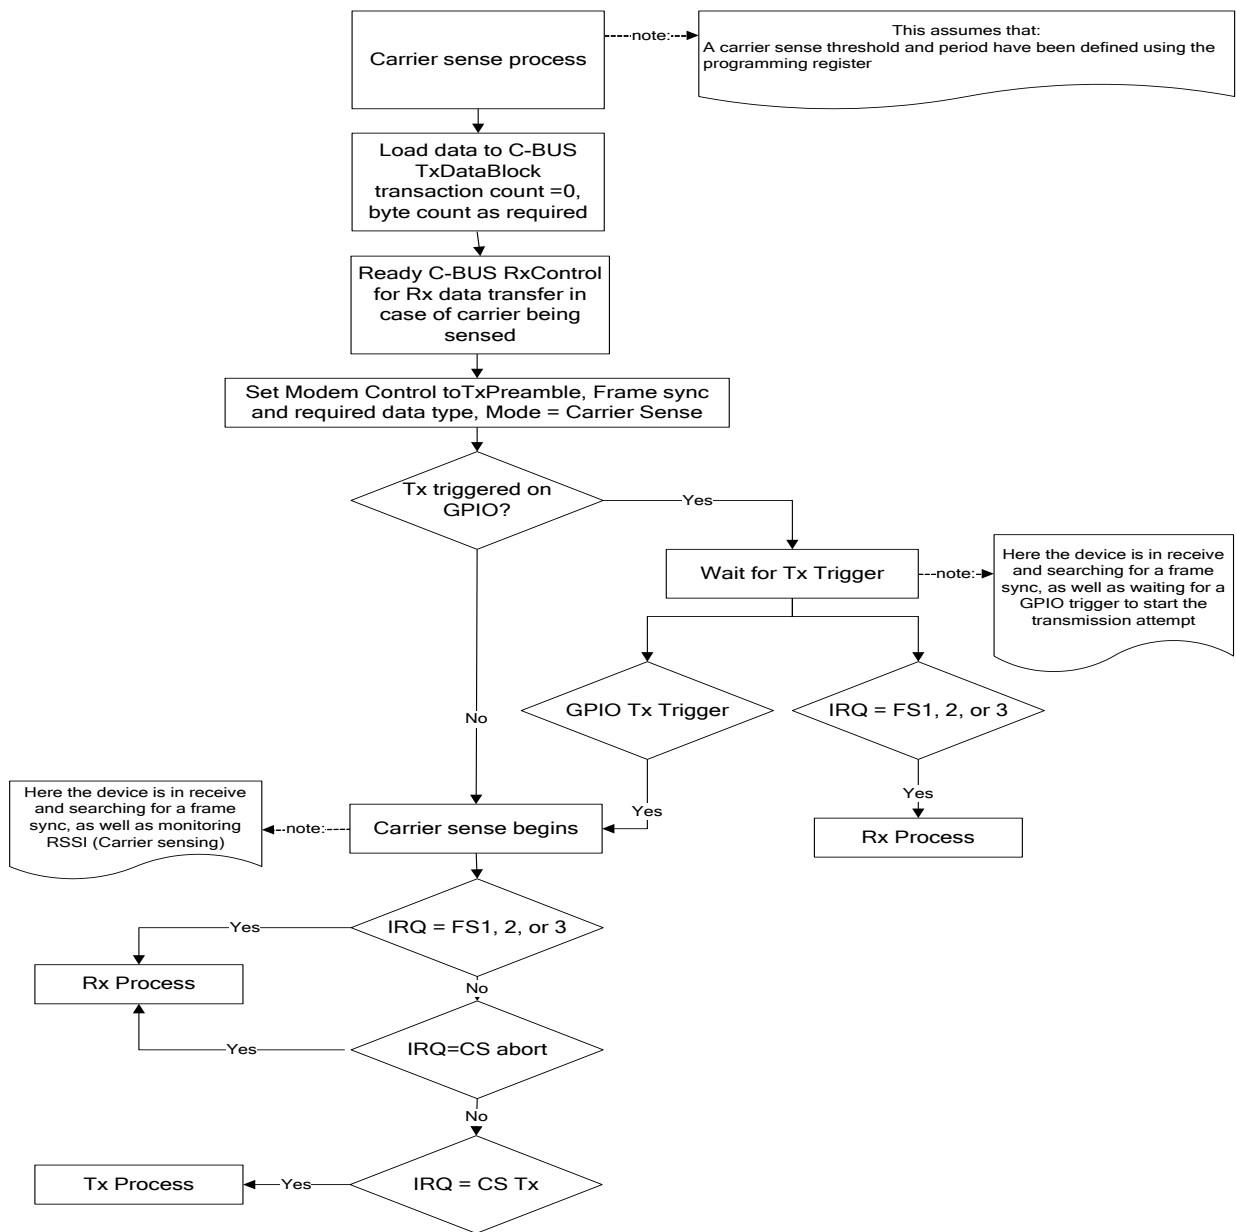 Carrier sense process
note:
This assumes that:
A carrier sense threshold and period have been defined using the
programming register
Load data to C-BUS
TxDataBlock
transaction count =0,
byte count as required
Ready C-BUS RxControl
for Rx data transfer in
case of carrier being
sensed
Set Modem Control toTxPreamble, Frame sync
and required data type, Mode = Carrier Sense
Tx triggered on
GPIO?
Yes
Wait for Tx Trigger
note:
Here the device is in receive
and searching for a frame
sync, as well as waiting for a
GPIO trigger to start the
transmission attempt
No
GPIO Tx Trigger
IRQ = FS1, 2, or 3
Yes
Yes
Rx Process
Here the device is in receive
and searching for a frame
sync, as well as monitoring
RSSI (Carrier sensing)
note:
Carrier sense begins
IRQ = FS1, 2, or 3
Yes
Rx Process
No
Yes
IRQ=CS abort
No
Tx Process
Yes
IRQ = CS Tx